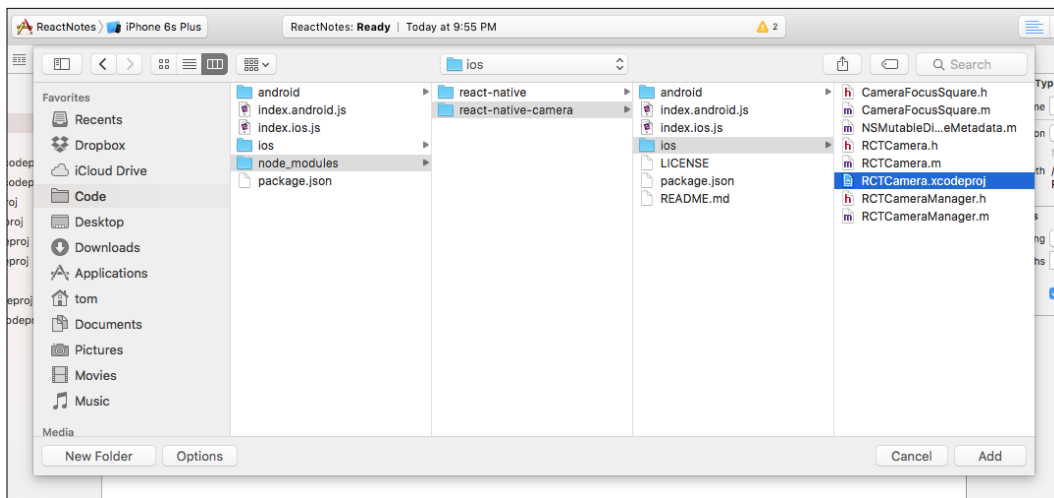 ReactNotes iPhone 6s Plus
ReactNotes: Ready | Today at 9:55 PM
2
ios
Search
Favorites
Recents
Dropbox
iCloud Drive
Code
Desktop
Downloads
Applications
tom
Documents
Pictures
Movies
Music
Media
android
index.android.js
index.ios.js
ios
node_modules
package.json
react-native
react-native-camera
android
index.android.js
index.ios.js
ios
LICENSE
package.json
README.md
CameraFocusSquare.h
CameraFocusSquare.m
NSMutableDi...eMetadata.m
RCTCamera.h
RCTCamera.m
RCTCamera.xcodeproj
RCTCameraManager.h
RCTCameraManager.m
New Folder
Options
Cancel
Add